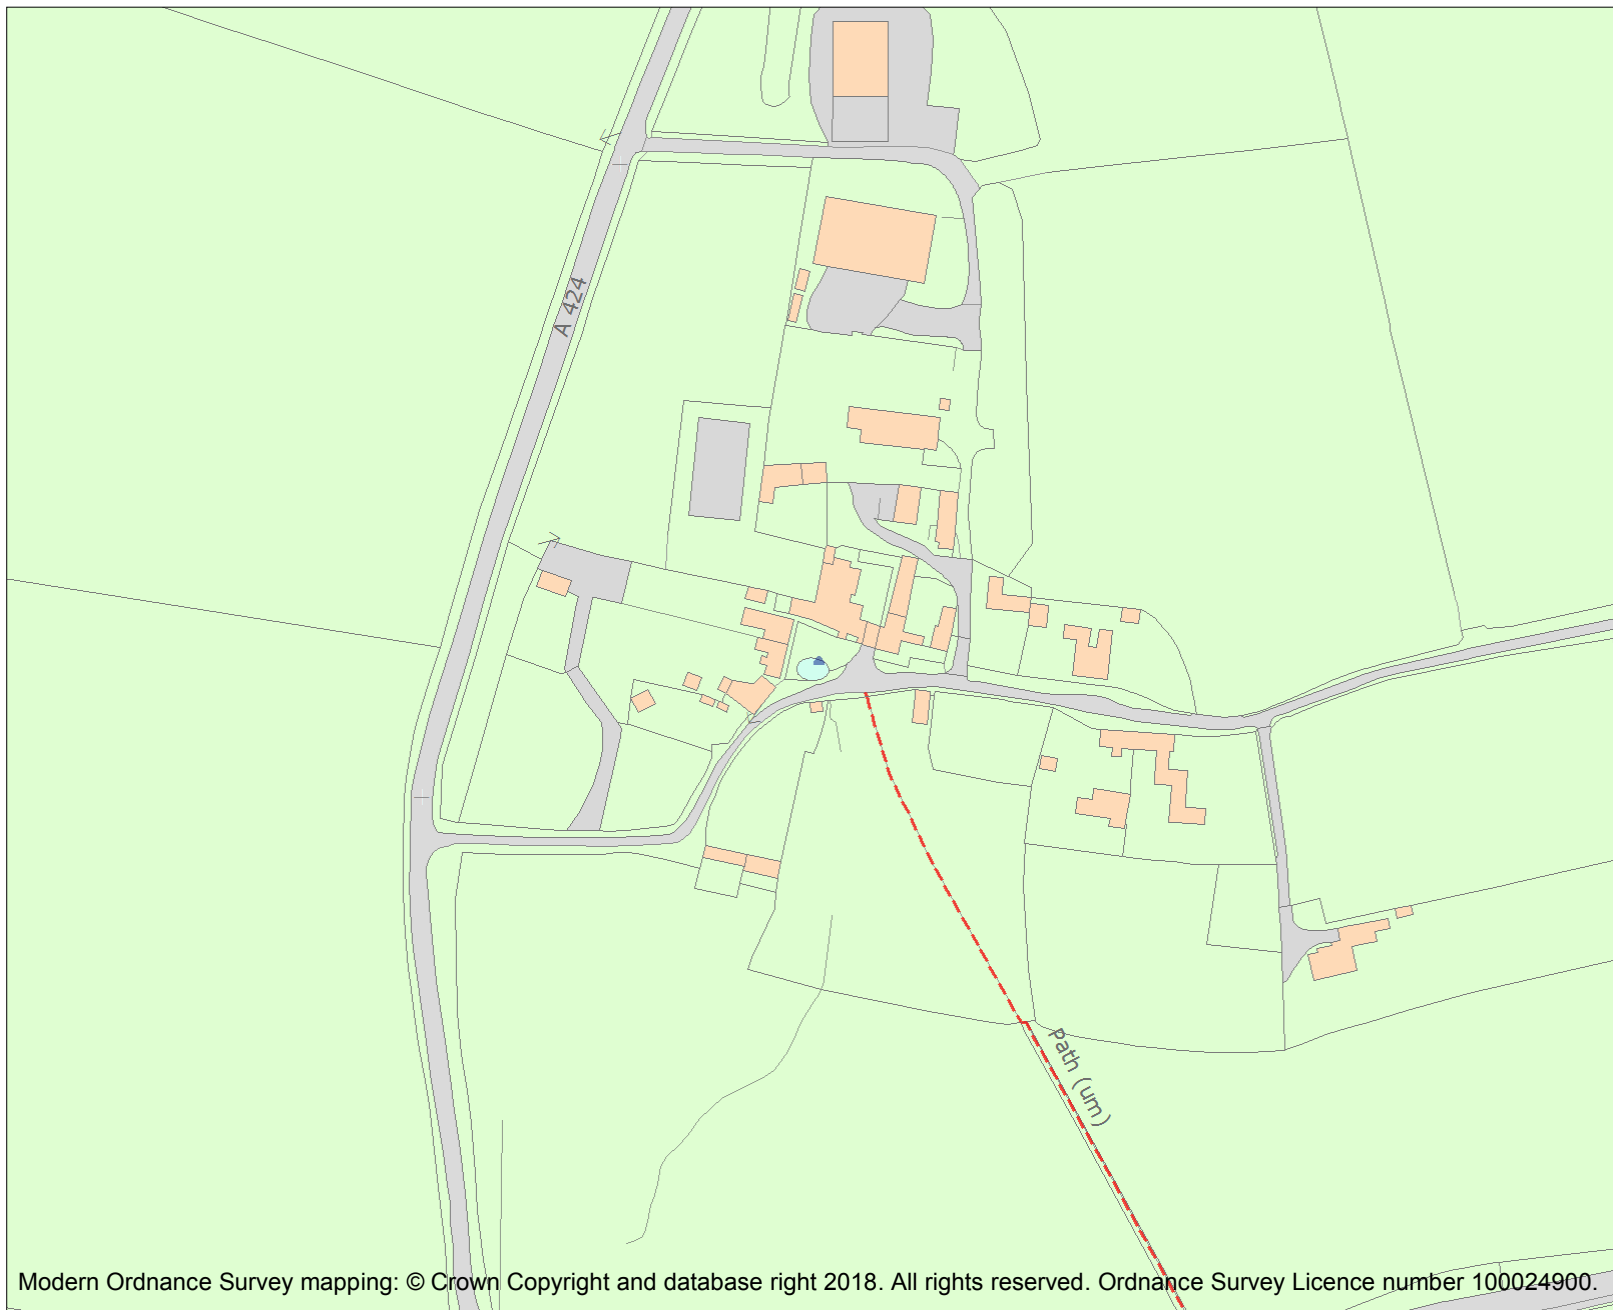 A 424
Path (um)
Modern Ordnance Survey mapping: © Crown Copyright and database right 2018. All rights reserved. Ordnance Survey Licence number 100024900.